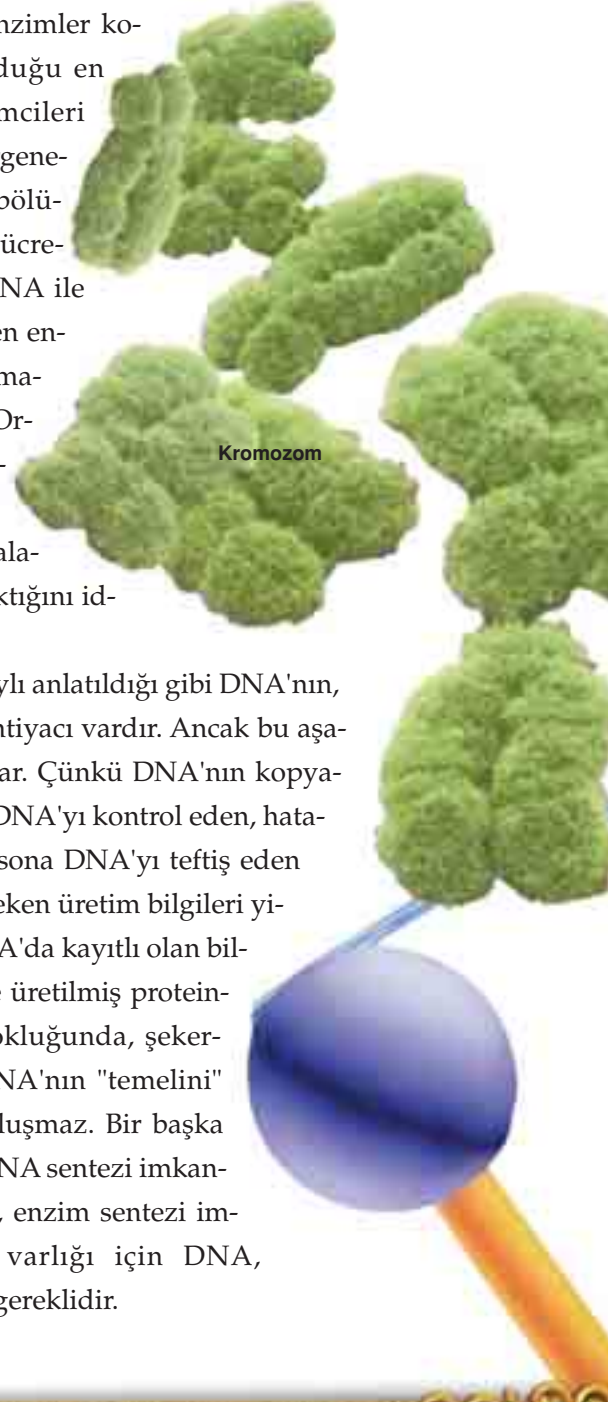 nzimler ko-
duğu en
mcileri
gene-
bölü-
ücre-
NA ile
en en-
ma-
Or-
-
ala-
ktığını id-
Kromozom
ylı anlatıldığı gibi DNA'nın,
ntiyacı vardır. Ancak bu aşa-
ar. Çünkü DNA'nın kopya-
DNA'yı kontrol eden, hata-
sona DNA'yı teftiş eden
eken üretim bilgileri yi-
A'da kayıtlı olan bil-
e üretilmiş protein-
okluğunda, şeker-
NA'nın "temelini"
luşmaz. Bir başka
NA sentezi imkan-
, enzim sentezi im-
varlığı için DNA,
gereklidir.